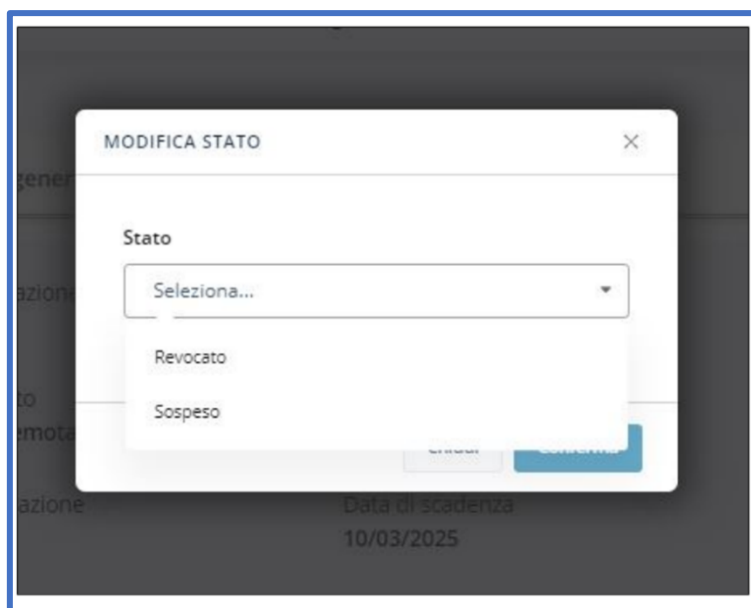 MODIFICA STATO
Stato
Seleziona...
Revocato
Sospeso
Data di scadenza
10/03/2025